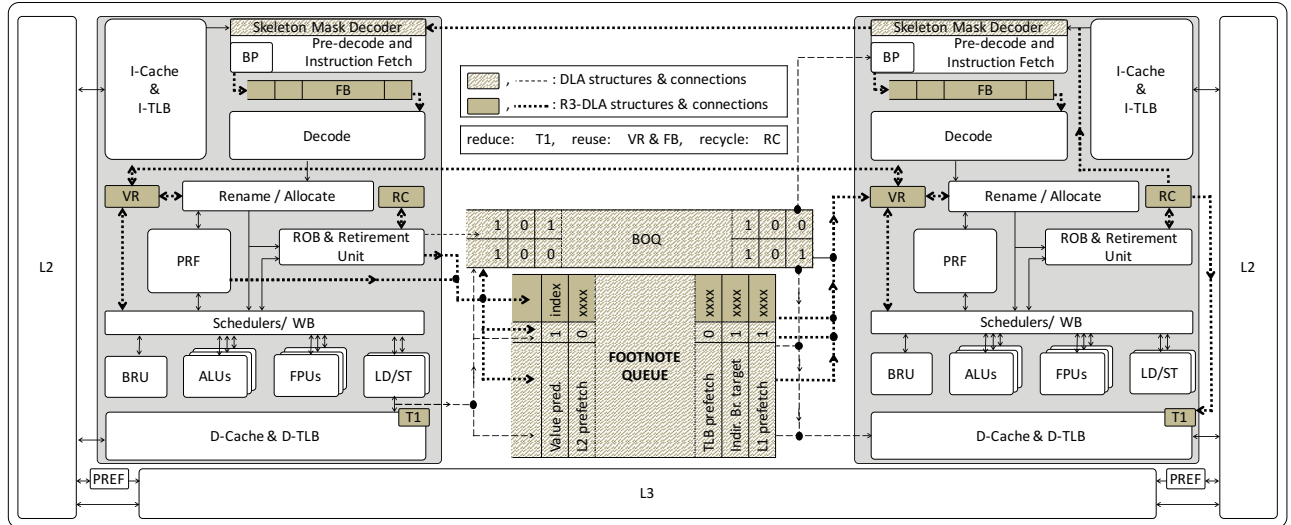 Skeleton Mask Decoder
Pre-decode and
Instruction Fetch
BP
I-Cache
&
I-TLB
FB
Decode
VR
Rename / Allocate
RC
ROB & Retirement
Unit
PRF
L2
Schedulers/ WB
BRU
ALUs
FPUs
LD/ST
T1
D-Cache & D-TLB
PREF
, : DLA structures & connections
, : R3-DLA structures & connections
reduce: T1, reuse: VR & FB, recycle: RC
1 0 1 BOQ 1 0 0
1 0 0 1 0 1
index xxxx xxxx xxxx xxxx
1 0 0 1 1
FOOTNOTE
QUEUE
Value pred.
L2 prefetch
TLB prefetch
Indir. Br. target
L1 prefetch
L3
Skeleton Mask Decoder
Pre-decode and
Instruction Fetch
BP
I-Cache
&
I-TLB
FB
Decode
VR
Rename / Allocate
RC
ROB & Retirement
Unit
PRF
L2
Schedulers/ WB
BRU
ALUs
FPUs
LD/ST
T1
D-Cache & D-TLB
PREF